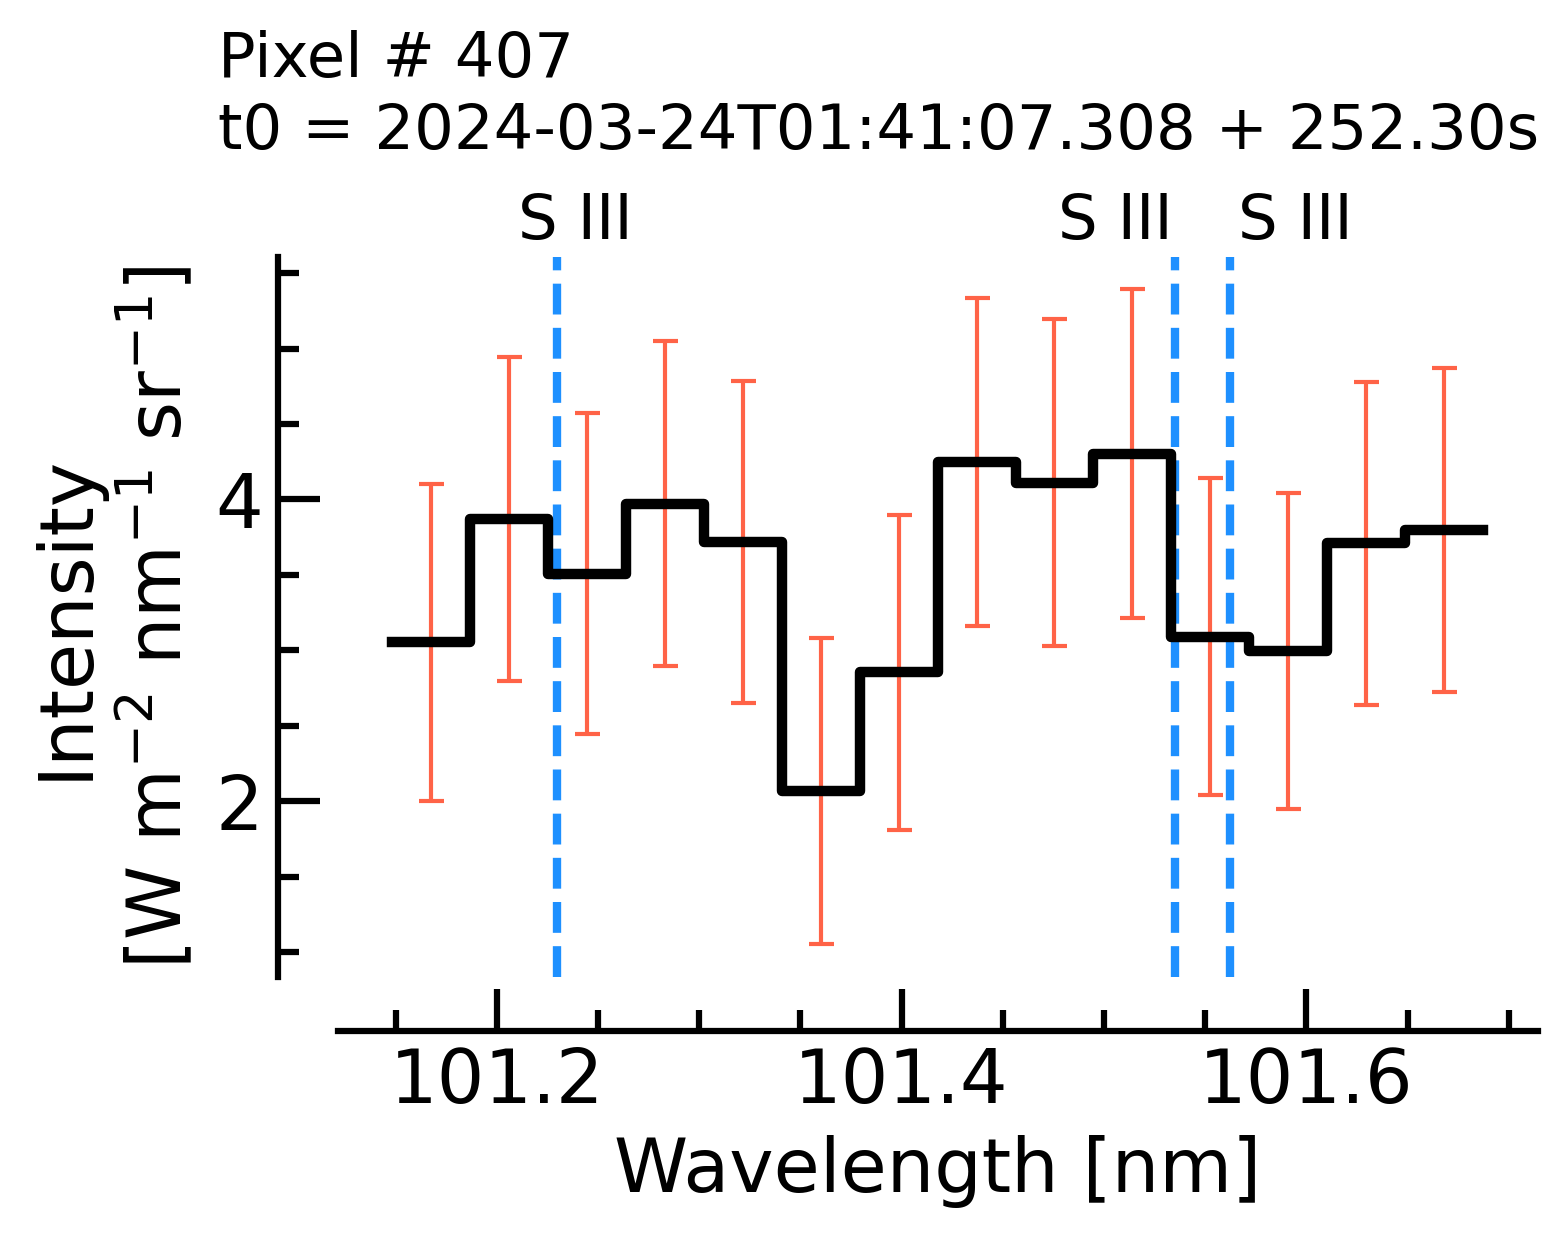 Pixel # 407
t0 = 2024-03-24T01:41:07.308 + 252.30s
S III S III S III
Intensity
[W m⁻² nm⁻¹ sr⁻¹]
4
2
101.2 101.4 101.6
Wavelength [nm]